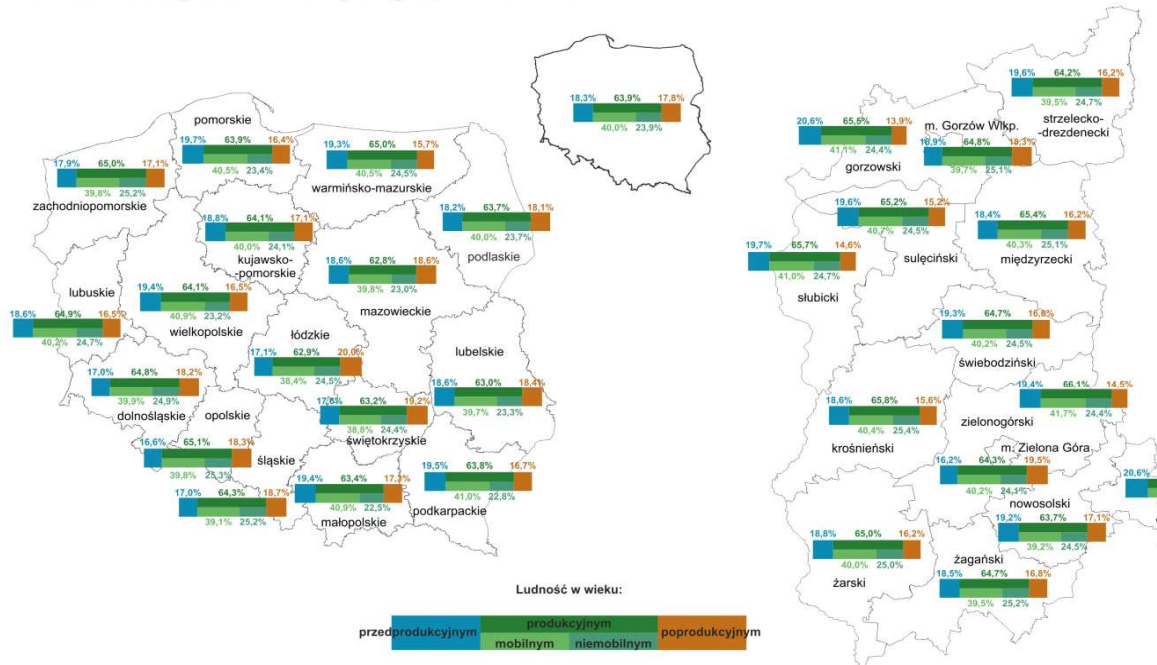 18,3% 63,9% 17,8%
40,0% 23,9%
pomorskie
19,7% 63,9% 16,4%
40,5% 23,4%
19,3% 65,0% 15,7%
40,5% 24,5%
warmińsko-mazurskie
17,9% 65,0% 17,1%
39,8% 25,2%
zachodniopomorskie
18,8% 64,1% 17,1%
40,0% 24,1%
kujawsko-
-pomorskie
18,2% 63,7% 18,1%
40,0% 23,7%
podlaskie
18,6% 62,8% 18,6%
39,8% 23,0%
mazowieckie
lubuskie
18,6% 64,9% 16,5%
40,2% 24,7%
19,4% 64,1% 16,5%
40,9% 23,2%
wielkopolskie
łódzkie
17,1% 62,9% 20,0%
38,4% 24,5%
lubelskie
18,6% 63,0% 18,4%
39,7% 23,3%
17,0% 64,8% 18,2%
39,9% 24,9%
dolnośląskie
opolskie
16,6% 65,1% 18,3%
39,8% 25,3%
17,6% 63,2% 19,2%
38,8% 24,4%
świętokrzyskie
śląskie
17,0% 64,3% 18,7%
39,1% 25,2%
19,4% 63,4% 17,3%
40,9% 22,5%
małopolskie
19,5% 63,8% 16,7%
41,0% 22,8%
podkarpackie
19,6% 64,2% 16,2%
39,5% 24,7%
strzelecko-
-drezdenecki
20,6% 65,5% 13,9%
41,1% 24,4%
gorzowski
m. Gorzów Wlkp.
16,9% 64,8% 18,3%
39,7% 25,1%
19,6% 65,2% 15,2%
40,7% 24,5%
sulęciński
18,4% 65,4% 16,2%
40,3% 25,1%
międzyrzecki
19,7% 65,7% 14,6%
41,0% 24,7%
słubicki
19,3% 64,7% 16,0%
40,2% 24,5%
świebodziński
19,4% 66,1% 14,5%
41,7% 24,4%
zielonogórski
18,6% 65,8% 15,6%
40,4% 25,4%
krośnieński
m. Zielona Góra
16,2% 64,3% 19,5%
40,2% 24,1%
20,6%
nowosolski
19,2% 63,7% 17,1%
39,2% 24,5%
18,8% 65,0% 16,2%
40,0% 25,0%
żarski
żagański
18,5% 64,7% 16,8%
39,5% 25,2%
Ludność w wieku:
przedprodukcyjnym produkcyjnym poprodukcyjnym
mobilnym niemobilnym